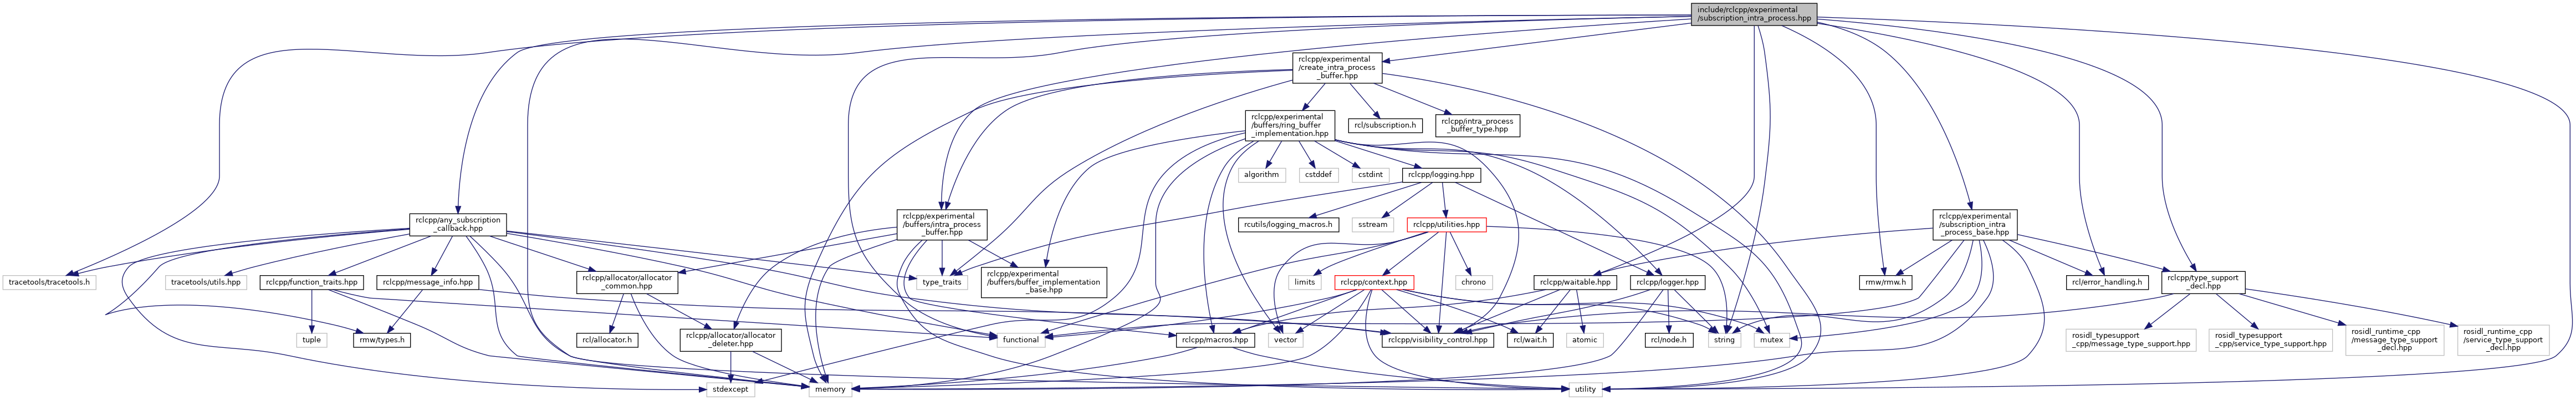 include/rclcpp/experimental
/subscription_intra_process.hpp
rclcpp/experimental
/create_intra_process
_buffer.hpp
rclcpp/experimental
/buffers/ring_buffer
_implementation.hpp
rcl/subscription.h
rclcpp/intra_process
_buffer_type.hpp
algorithm
cstddef
cstdint
rclcpp/logging.hpp
rclcpp/any_subscription
_callback.hpp
rclcpp/experimental
/buffers/intra_process
_buffer.hpp
rcutils/logging_macros.h
sstream
rclcpp/utilities.hpp
rclcpp/experimental
/subscription_intra
_process_base.hpp
tracetools/tracetools.h
tracetools/utils.hpp
rclcpp/function_traits.hpp
rclcpp/message_info.hpp
rclcpp/allocator/allocator
_common.hpp
type_traits
rclcpp/experimental
/buffers/buffer_implementation
_base.hpp
limits
rclcpp/context.hpp
chrono
rclcpp/waitable.hpp
rclcpp/logger.hpp
rmw/rmw.h
rcl/error_handling.h
rclcpp/type_support
_decl.hpp
tuple
rmw/types.h
rcl/allocator.h
rclcpp/allocator/allocator
_deleter.hpp
functional
rclcpp/macros.hpp
vector
rclcpp/visibility_control.hpp
rcl/wait.h
atomic
rcl/node.h
string
mutex
rosidl_typesupport
_cpp/message_type_support.hpp
rosidl_typesupport
_cpp/service_type_support.hpp
rosidl_runtime_cpp
/message_type_support
_decl.hpp
rosidl_runtime_cpp
/service_type_support
_decl.hpp
stdexcept
memory
utility